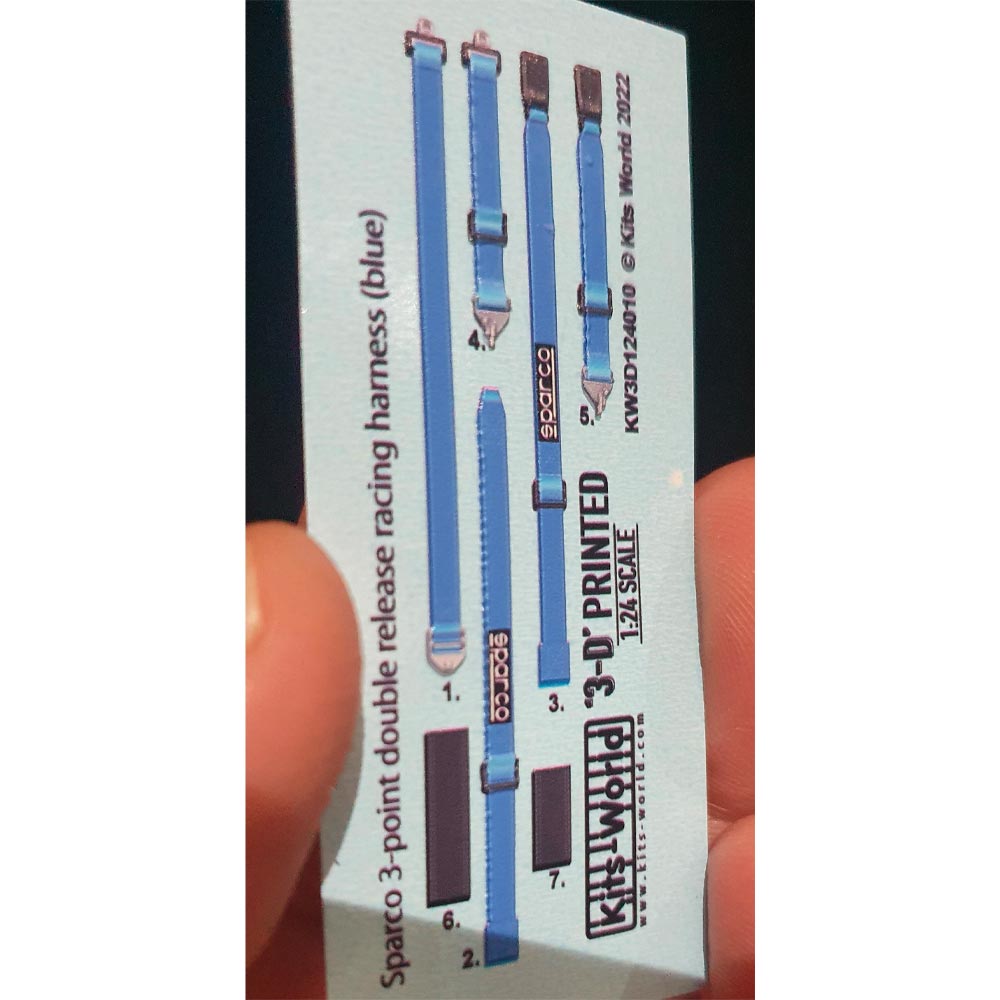 Sparco 3-point double release racing harness (blue)
1.
4.
6.
2.
sparco
3.
sparco
5.
7.
Kits-World
www.kits-world.com
"3-D" PRINTED
1:24 SCALE
KW3D124010 © Kits World 2022